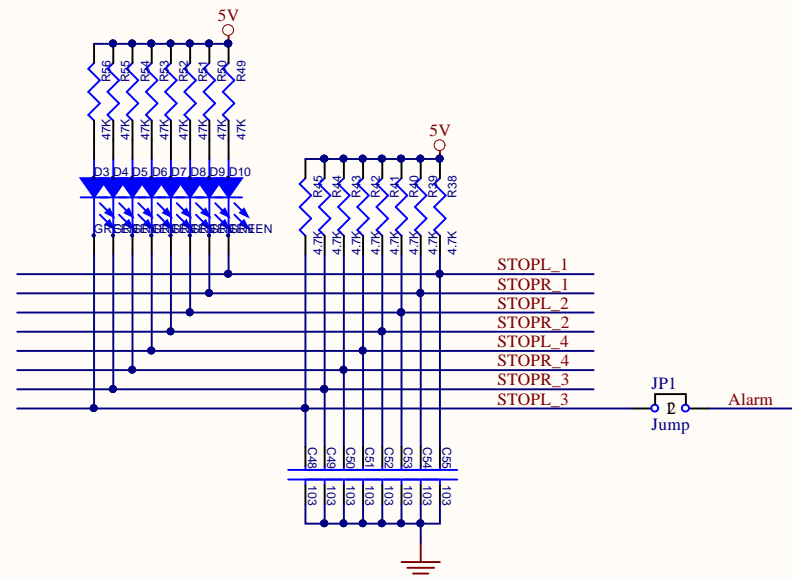 5V
R56 R55 R54 R53 R52 R51 R50 R49
47K 47K 47K 47K 47K 47K 47K 47K
5V
D3 D4 D5 D6 D7 D8 D9 D10
R45 R44 R43 R42 R41 R40 R39 R38
GREEN
4.7K 4.7K 4.7K 4.7K 4.7K 4.7K 4.7K 4.7K
STOPL_1
STOPR_1
STOPL_2
STOPR_2
STOPL_4
STOPR_4
STOPR_3
STOPL_3
JP1
Alarm
Jump
C48 C49 C50 C51 C52 C53 C54 C55
103 103 103 103 103 103 103 103